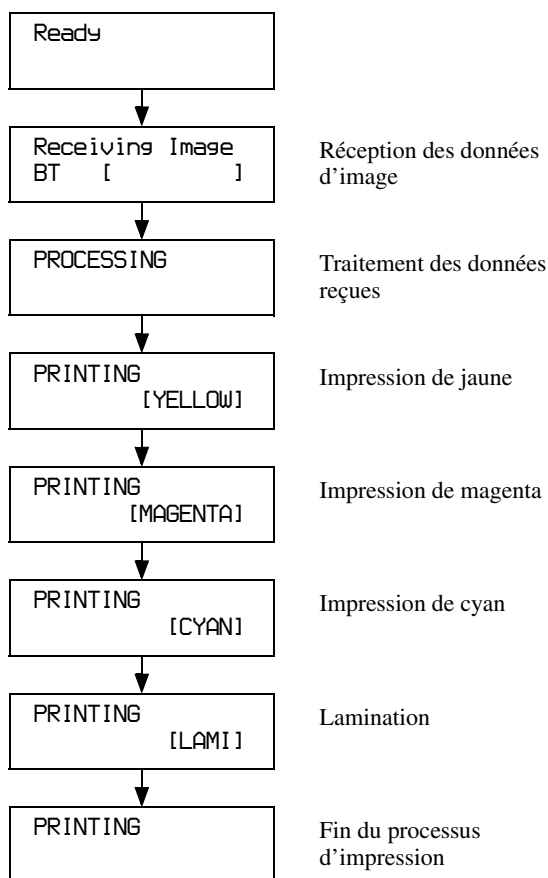 Ready
Receiving Image
BT [ ]
Réception des données
d'image
PROCESSING
Traitement des données
reçues
PRINTING
[YELLOW]
Impression de jaune
PRINTING
[MAGENTA]
Impression de magenta
PRINTING
[CYAN]
Impression de cyan
PRINTING
[LAMI]
Lamination
PRINTING
Fin du processus
d'impression